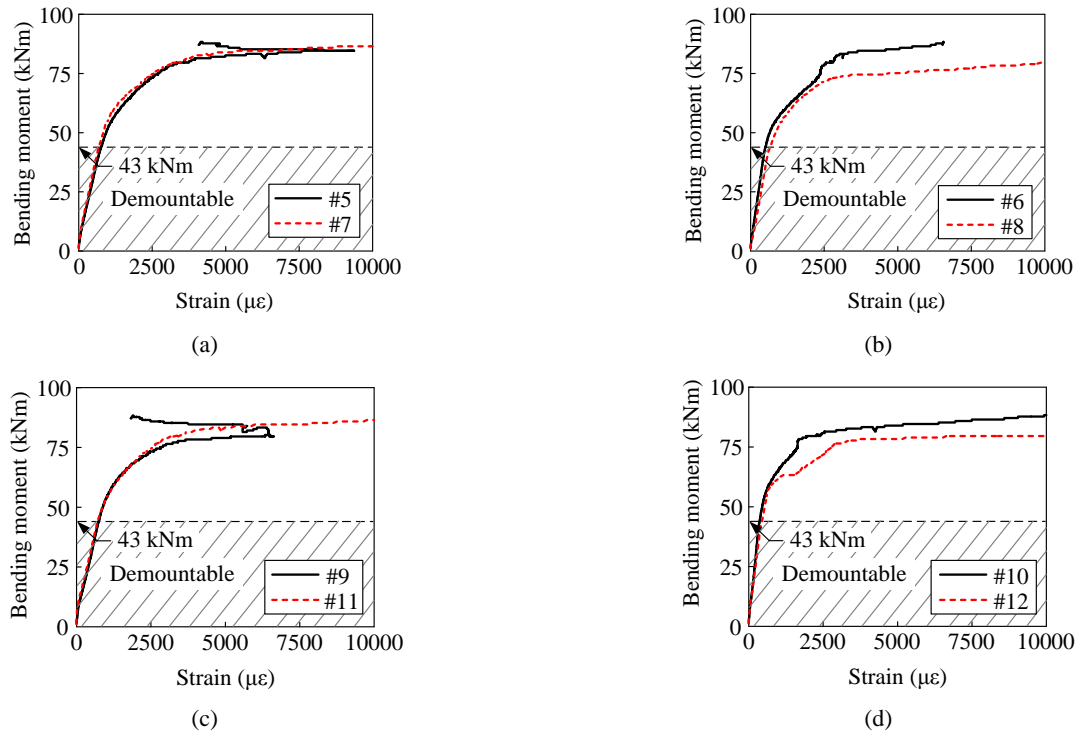 100
75
50
25
0
Bending moment (kNm)
43 kNm
Demountable
#5
#7
0 2500 5000 7500 10000
Strain (με)
(a)
100
75
50
25
0
Bending moment (kNm)
43 kNm
Demountable
#6
#8
0 2500 5000 7500 10000
Strain (με)
(b)
100
75
50
25
0
Bending moment (kNm)
43 kNm
Demountable
#9
#11
0 2500 5000 7500 10000
Strain (με)
(c)
100
75
50
25
0
Bending moment (kNm)
43 kNm
Demountable
#10
#12
0 2500 5000 7500 10000
Strain (με)
(d)